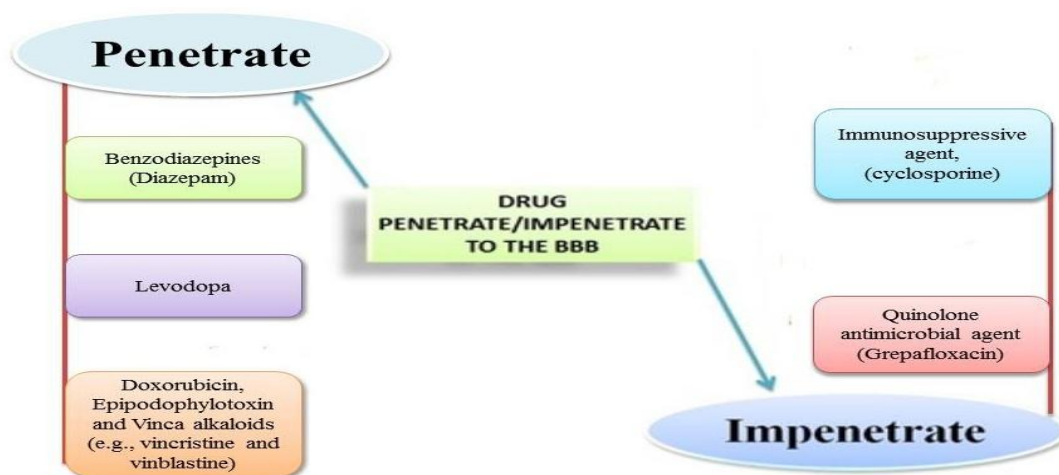 Penetrate
Benzodiazepines
(Diazepam)
Levodopa
Doxorubicin,
Epipodophylotoxin
and Vinca alkaloids
(e.g., vincristine and
vinblastine)
DRUG
PENETRATE/IMPENETRATE
TO THE BBB
Immunosuppressive
agent,
(cyclosporine)
Quinolone
antimicrobial agent
(Grepafloxacin)
Impenetrate